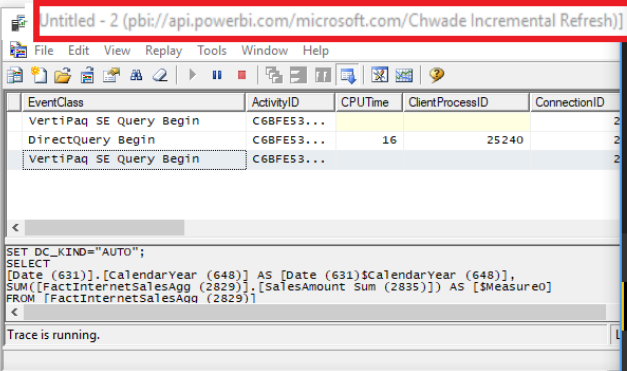 Untitled - 2 (pbi://api.powerbi.com/microsoft.com/Chwade Incremental Refresh)]
File Edit View Replay Tools Window Help
EventClass ActivityID CPUTime ClientProcessID ConnectionID
VertiPaq SE Query Begin C6BFE53... 2
DirectQuery Begin C6BFE53... 16 25240 2
VertiPaq SE Query Begin C6BFE53... 2
SET DC_KIND="AUTO";
SELECT
[Date (631)].[CalendarYear (648)] AS [Date (631)$CalendarYear (648)],
SUM([FactInternetSalesAgg (2829)].[SalesAmount Sum (2835)]) AS [$Measure0]
FROM [FactInternetSalesAgg (2829)]
Trace is running. L